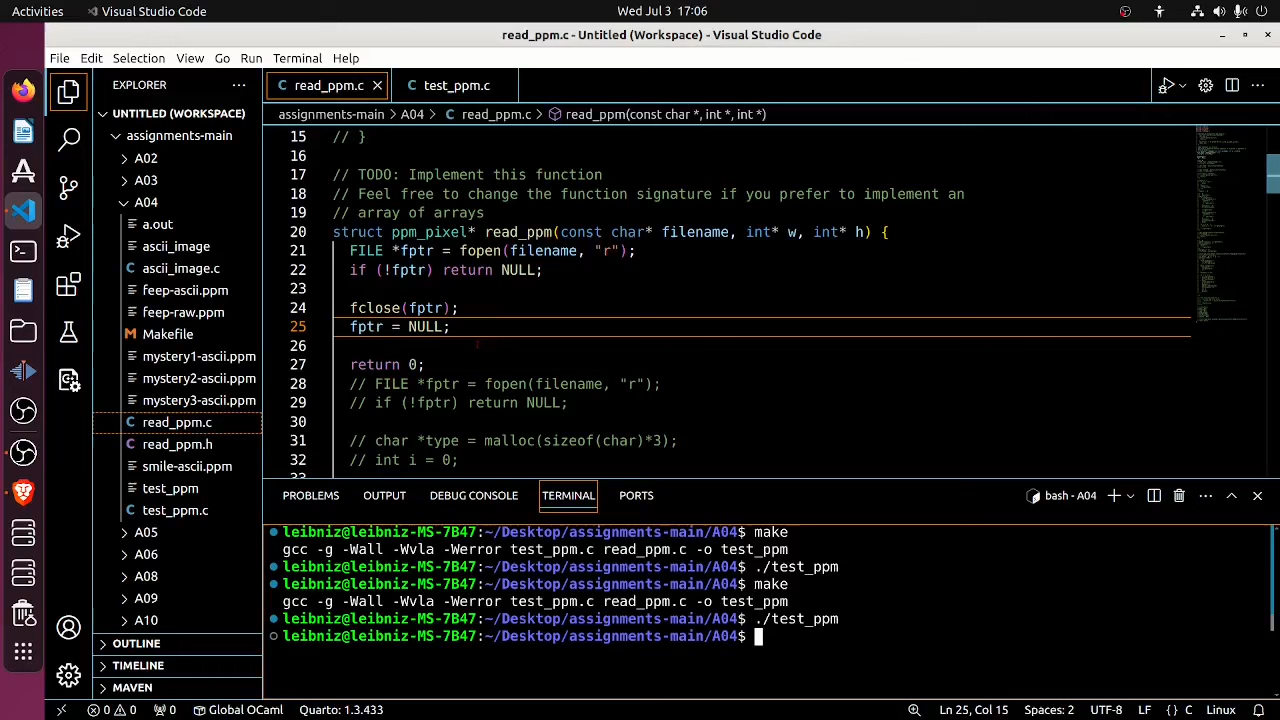 Activities
Visual Studio Code
Wed Jul 3 17:06
read_ppm.c - Untitled (Workspace) - Visual Studio Code
File Edit Selection View Go Run Terminal Help
EXPLORER
UNTITLED (WORKSPACE)
assignments-main
A02
A03
A04
a.out
ascii_image
ascii_image.c
feep-ascii.ppm
feep-raw.ppm
Makefile
mystery1-ascii.ppm
mystery2-ascii.ppm
mystery3-ascii.ppm
read_ppm.c
read_ppm.h
smile-ascii.ppm
test_ppm
test_ppm.c
A05
A06
A08
A09
A10
OUTLINE
TIMELINE
MAVEN
read_ppm.c
test_ppm.c
assignments-main > A04 > C read_ppm.c > read_ppm(const char *, int *, int *)
15 // }
16
17 // TODO: Implement this function
18 // Feel free to change the function signature if you prefer to implement an
19 // array of arrays
20 struct ppm_pixel* read_ppm(const char* filename, int* w, int* h) {
21 FILE *fptr = fopen(filename, "r");
22 if (!fptr) return NULL;
23
24 fclose(fptr);
25 fptr = NULL;
26
27 return 0;
28 // FILE *fptr = fopen(filename, "r");
29 // if (!fptr) return NULL;
30
31 // char *type = malloc(sizeof(char)*3);
32 // int i = 0;
PROBLEMS OUTPUT DEBUG CONSOLE TERMINAL PORTS
bash - A04
leibniz@leibniz-MS-7B47:~/Desktop/assignments-main/A04$ make
gcc -g -Wall -Wvla -Werror test_ppm.c read_ppm.c -o test_ppm
leibniz@leibniz-MS-7B47:~/Desktop/assignments-main/A04$ ./test_ppm
leibniz@leibniz-MS-7B47:~/Desktop/assignments-main/A04$ make
gcc -g -Wall -Wvla -Werror test_ppm.c read_ppm.c -o test_ppm
leibniz@leibniz-MS-7B47:~/Desktop/assignments-main/A04$ ./test_ppm
leibniz@leibniz-MS-7B47:~/Desktop/assignments-main/A04$
0 0 0 Global OCaml Quarto: 1.3.433
Ln 25, Col 15 Spaces: 2 UTF-8 LF {} C Linux